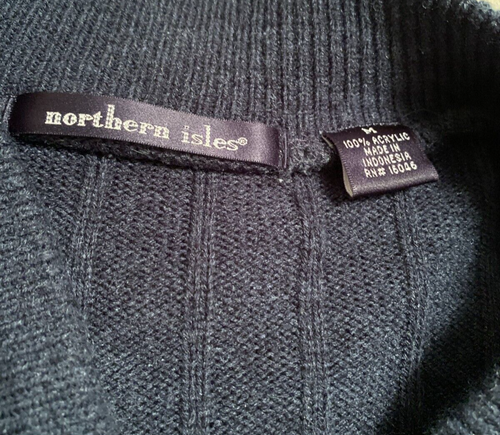 northern isles®
M
100% ACRYLIC
MADE IN
INDONESIA
RN# 16046